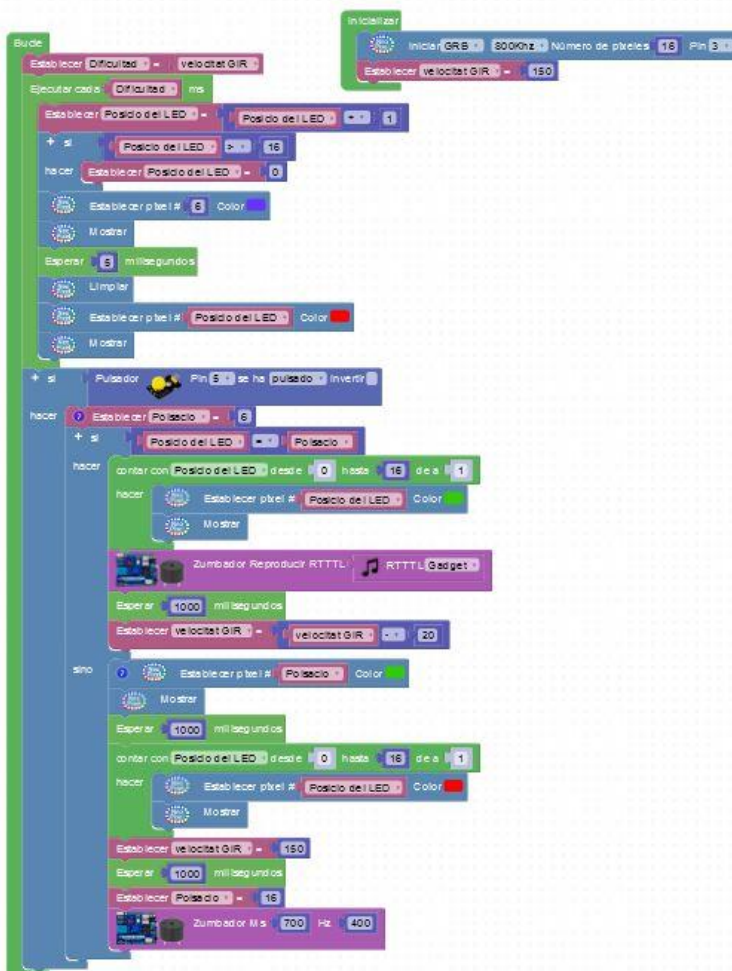 Inicializar
Iniciar GRB 800Khz Número de píxeles 16 Pin 3
Establecer velocitat GIR = 150
Bucle
Establecer Dificultad = velocitat GIR
Ejecutar cada Dificultad ms
Establecer Posicio del LED = Posicio del LED + 1
+ si Posicio del LED > 16
hacer Establecer Posicio del LED = 0
Establecer píxel # 6 Color
Mostrar
Esperar 5 milisegundos
Limpiar
Establecer píxel # Posicio del LED Color
Mostrar
+ si Pulsador Pin 5 se ha pulsado Invertir
hacer ? Establecer Polsacio = 6
+ si Posicio del LED = Polsacio
hacer contar con Posicio del LED desde 0 hasta 16 de a 1
hacer Establecer píxel # Posicio del LED Color
Mostrar
Zumbador Reproducir RTTTL RTTTL Gadget
Esperar 1000 milisegundos
Establecer velocitat GIR = velocitat GIR - 20
sino ? Establecer píxel # Polsacio Color
Mostrar
Esperar 1000 milisegundos
contar con Posicio del LED desde 0 hasta 16 de a 1
hacer Establecer píxel # Posicio del LED Color
Mostrar
Establecer velocitat GIR = 150
Esperar 1000 milisegundos
Establecer Polsacio = 16
Zumbador Ms 700 Hz 400